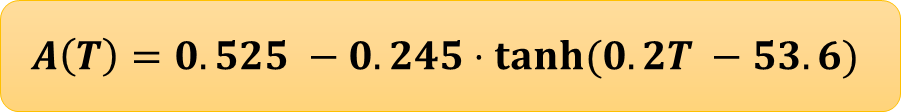 A(T) = 0.525 − 0.245 · tanh(0.2T − 53.6)